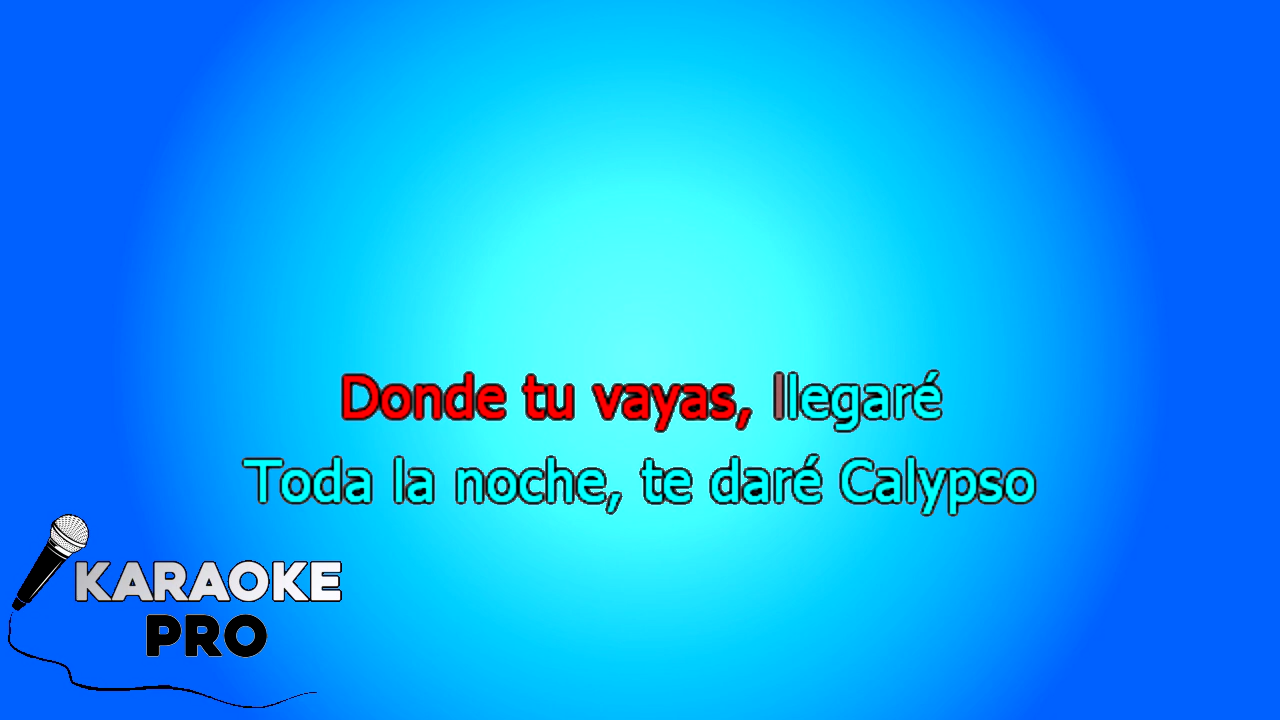 Donde tu vayas, llegaré
Toda la noche, te daré Calypso
KARAOKE
PRO